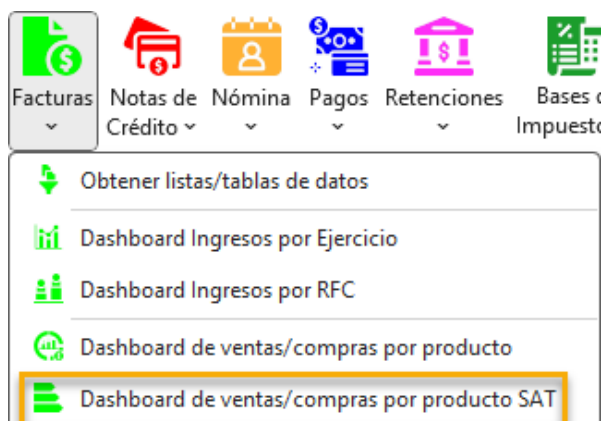 Facturas
Notas de
Crédito
Nómina
Pagos
Retenciones
Bases
Impuesto
Obtener listas/tablas de datos
Dashboard Ingresos por Ejercicio
Dashboard Ingresos por RFC
Dashboard de ventas/compras por producto
Dashboard de ventas/compras por producto SAT